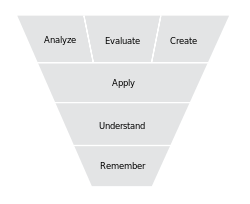 Analyze Evaluate Create
Apply
Understand
Remember